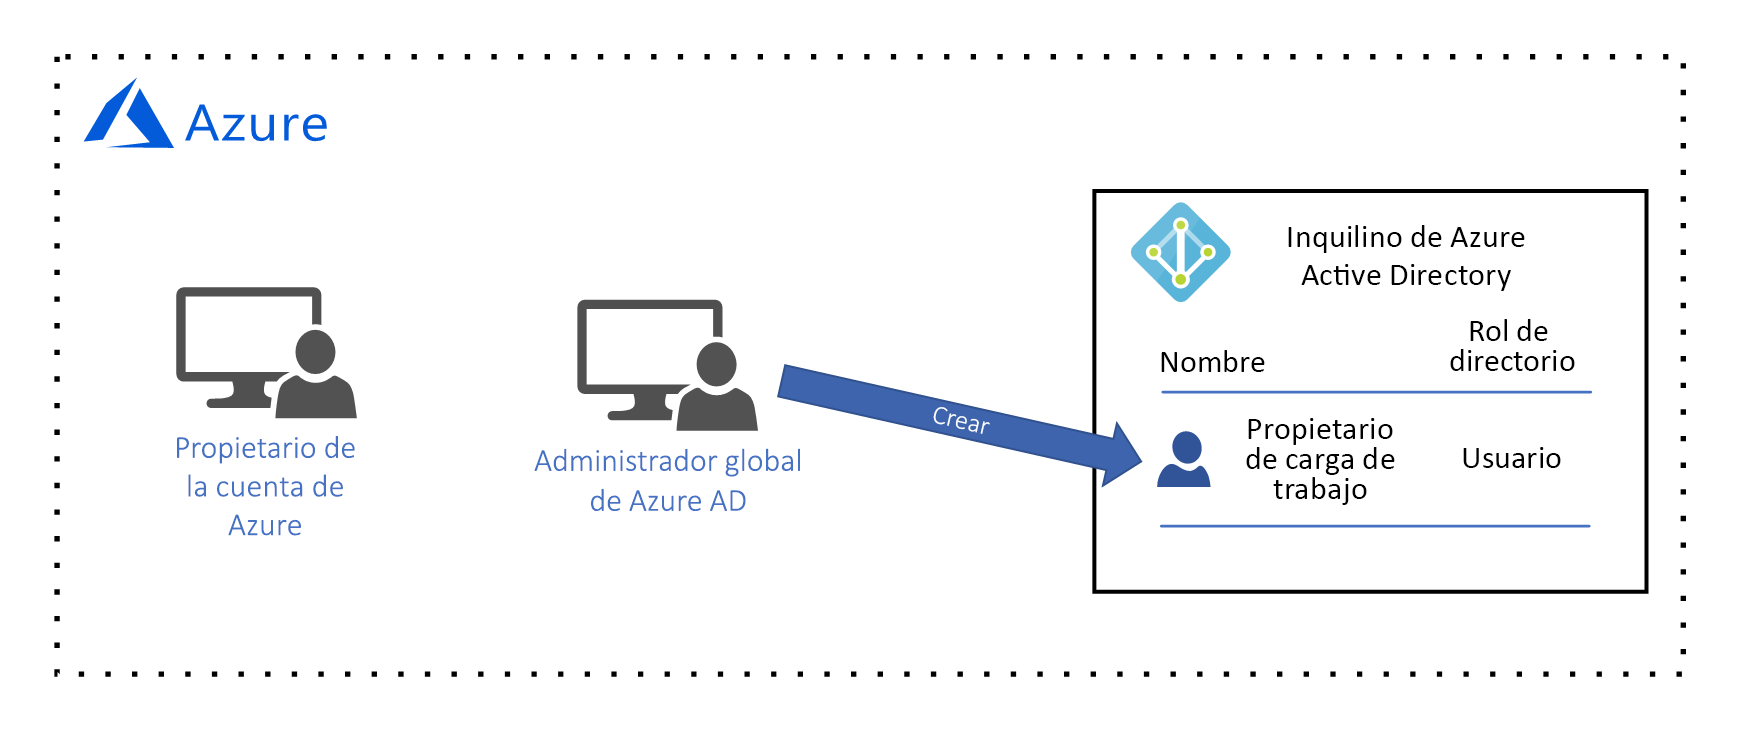 Azure
Propietario de
la cuenta de
Azure
Administrador global
de Azure AD
Crear
Inquilino de Azure
Active Directory
Nombre
Rol de
directorio
Propietario
de carga de
trabajo
Usuario